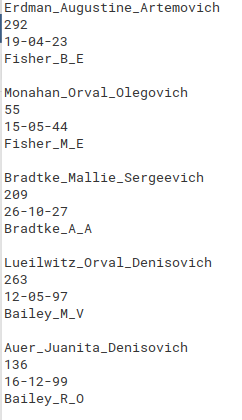 Erdman_Augustine_Artemovich
292
19-04-23
Fisher_B_E
Monahan_Orval_Olegovich
55
15-05-44
Fisher_M_E
Bradtke_Mallie_Sergeevich
209
26-10-27
Bradtke_A_A
Lueilwitz_Orval_Denisovich
263
12-05-97
Bailey_M_V
Auer_Juanita_Denisovich
136
16-12-99
Bailey_R_O